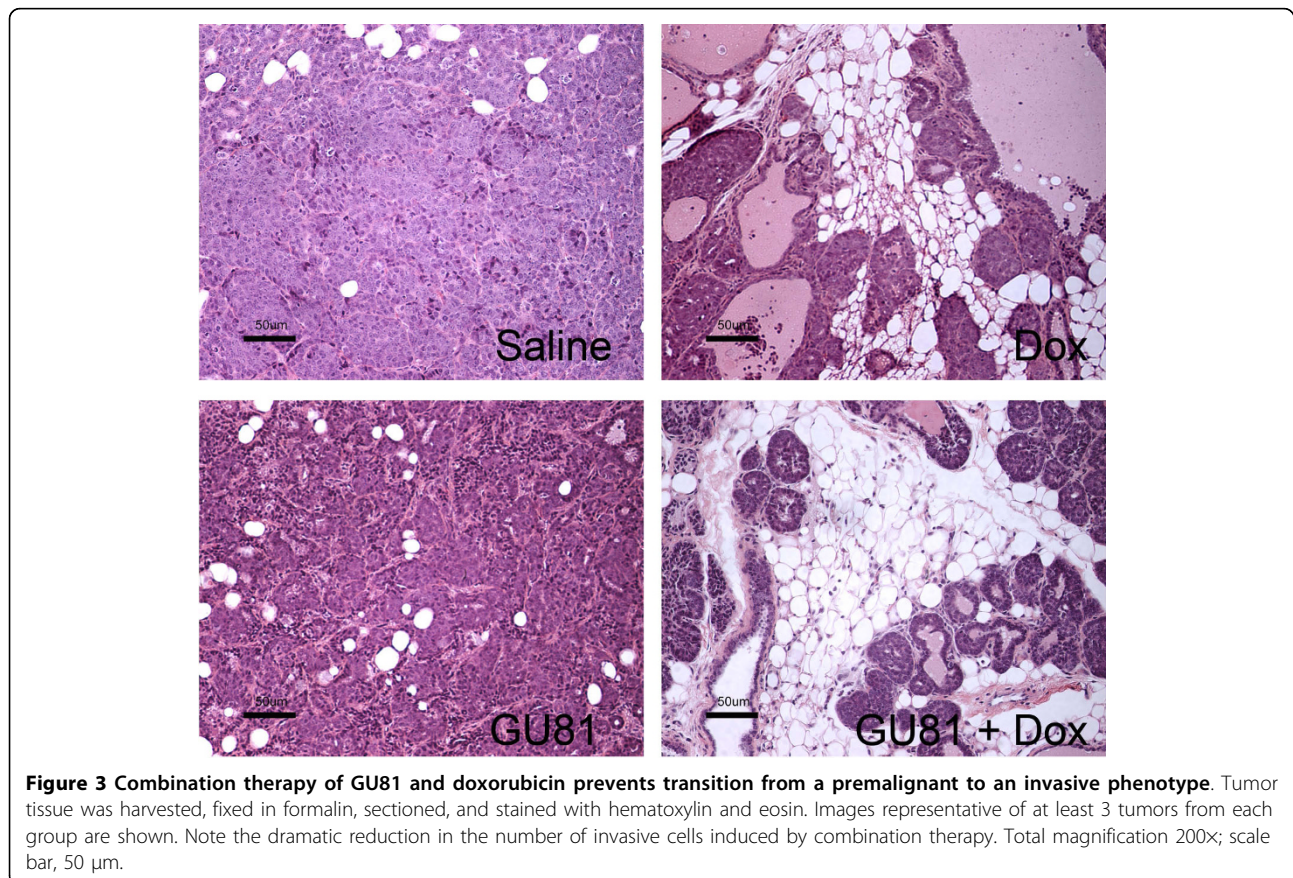 50um
Saline
50um
Dox
50um
GU81
50um
GU81 + Dox
Figure 3 Combination therapy of GU81 and doxorubicin prevents transition from a premalignant to an invasive phenotype. Tumor
tissue was harvested, fixed in formalin, sectioned, and stained with hematoxylin and eosin. Images representative of at least 3 tumors from each
group are shown. Note the dramatic reduction in the number of invasive cells induced by combination therapy. Total magnification 200×; scale
bar, 50 μm.